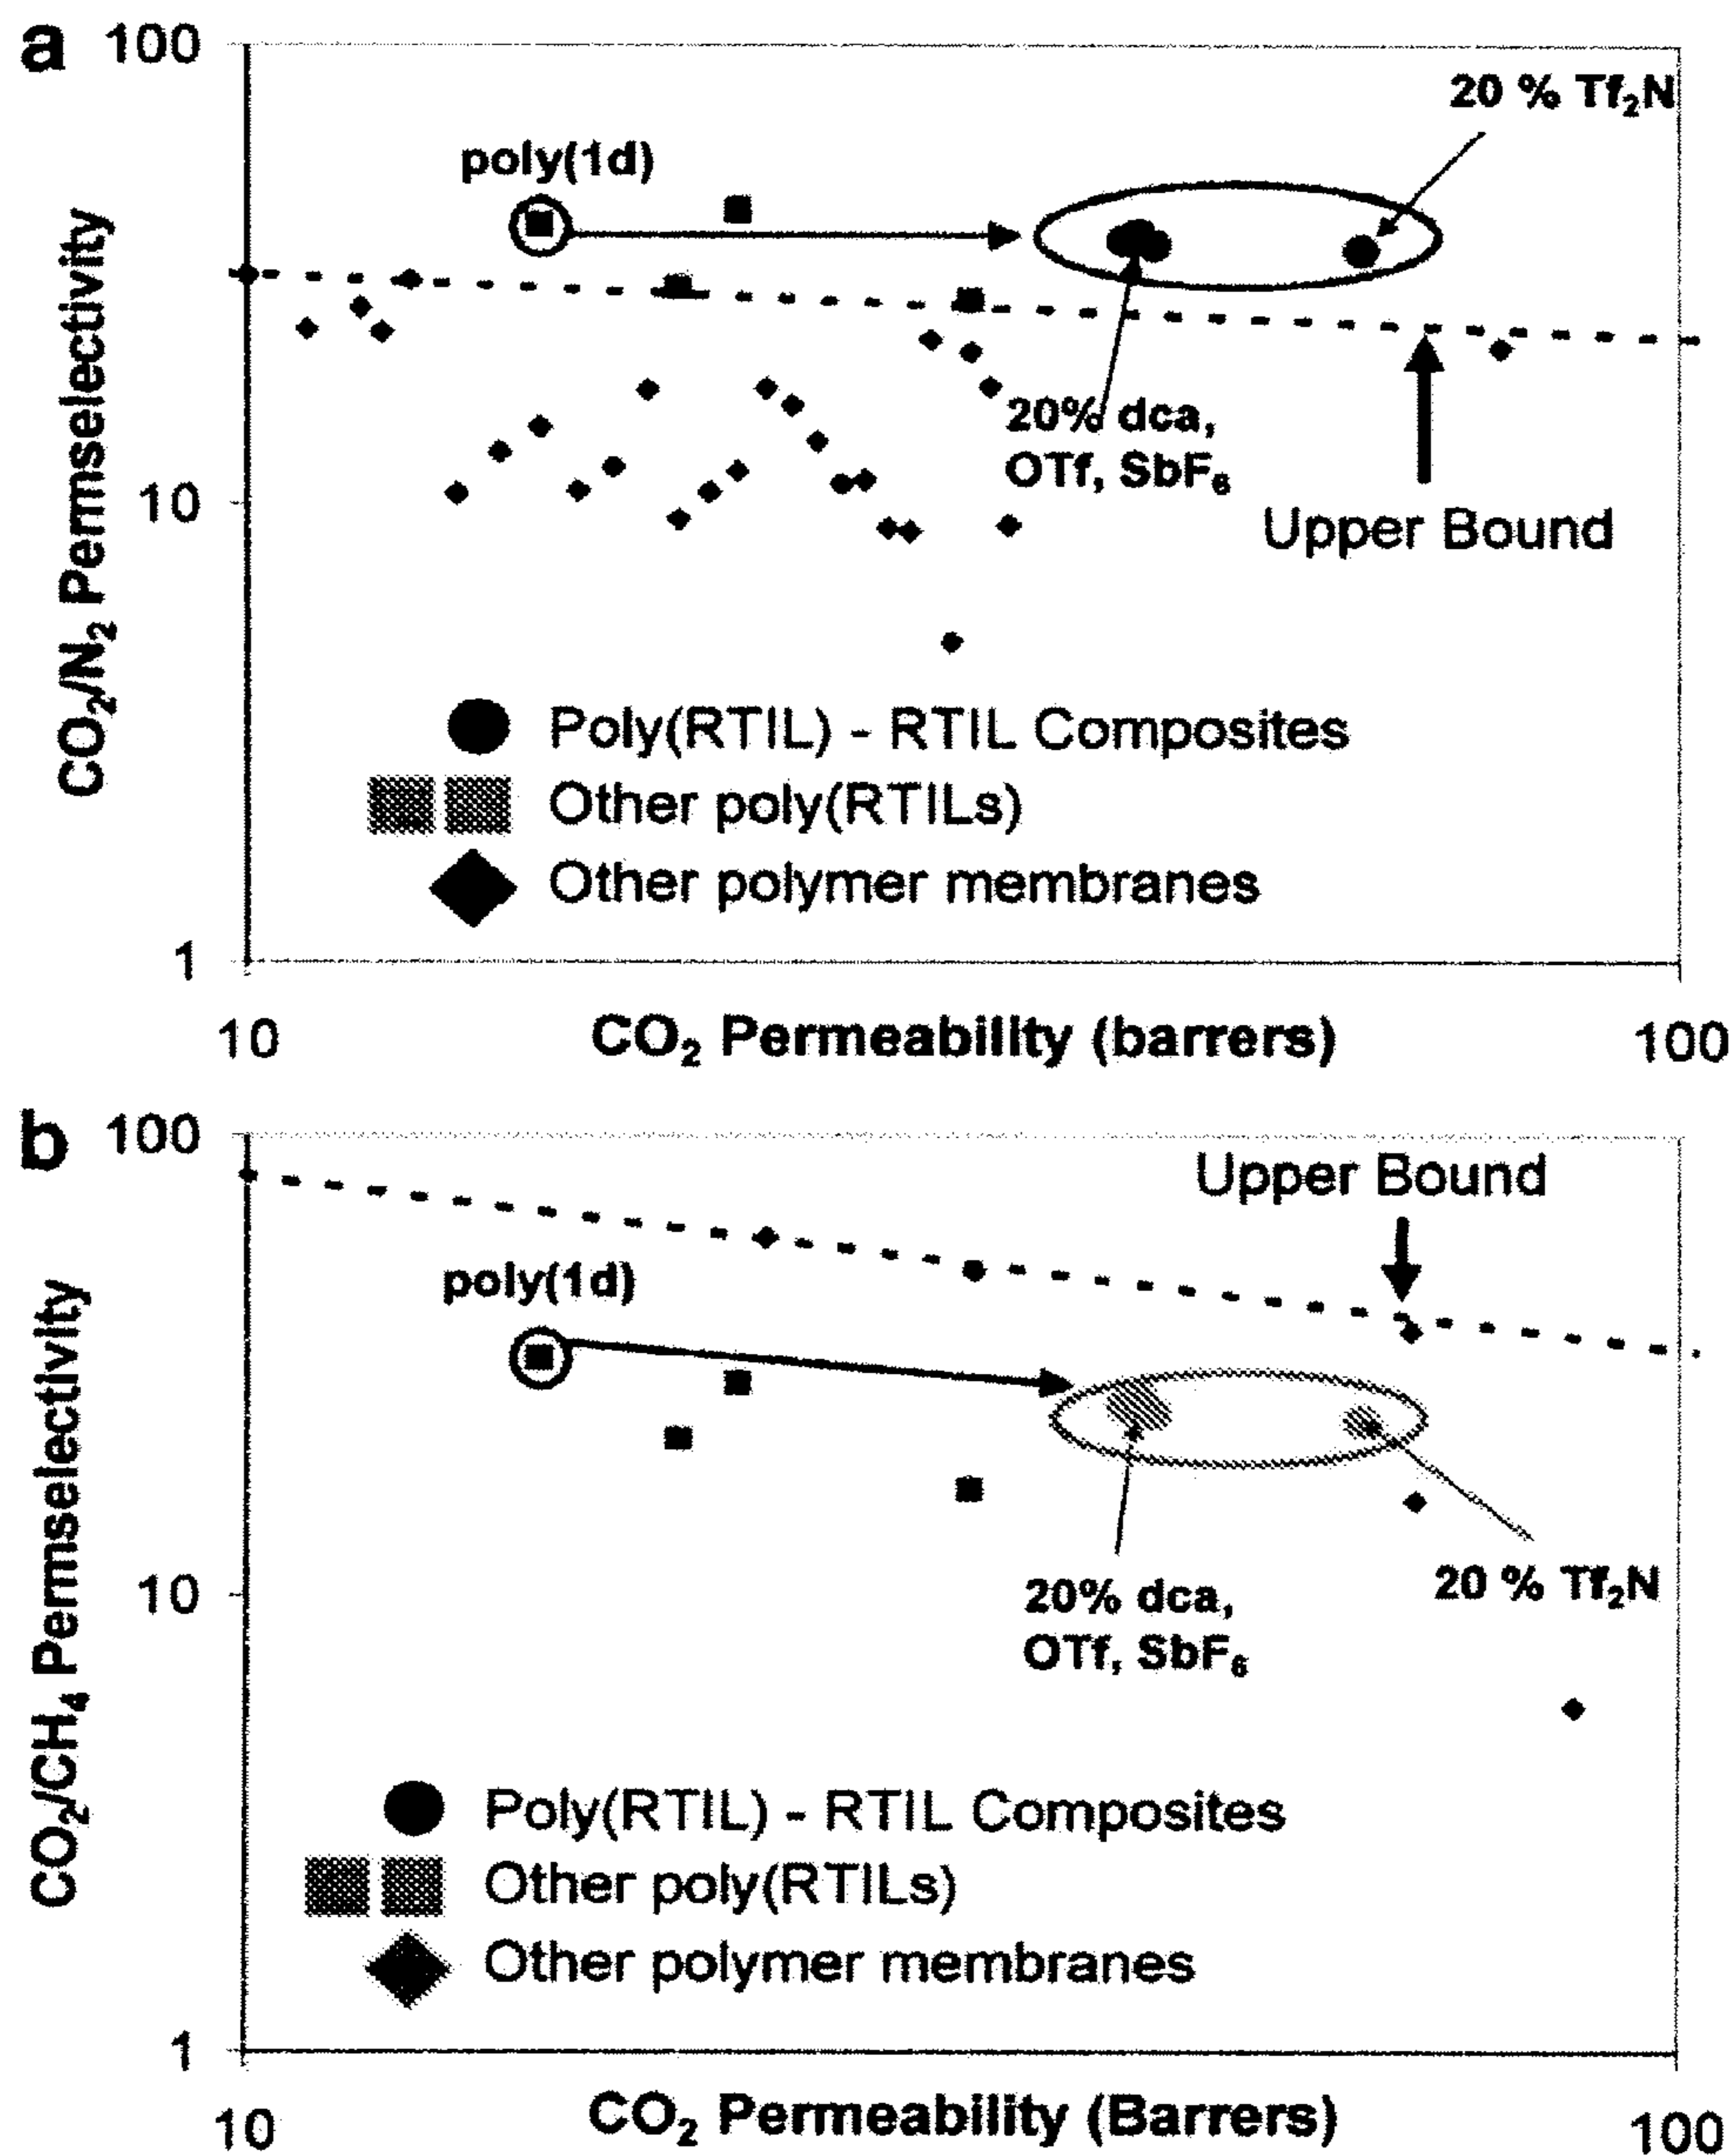 a
100
20 % Tf₂N
poly(1d)
CO₂/N₂ Permselectivity
20% dca,
OTf, SbF₆
10
Upper Bound
Poly(RTIL) - RTIL Composites
Other poly(RTILs)
Other polymer membranes
1
10
CO₂ Permeability (barrers)
100
b
100
Upper Bound
poly(1d)
CO₂/CH₄ Permselectivity
10
20% dca,
OTf, SbF₆
20 % Tf₂N
Poly(RTIL) - RTIL Composites
Other poly(RTILs)
Other polymer membranes
1
10
CO₂ Permeability (Barrers)
100